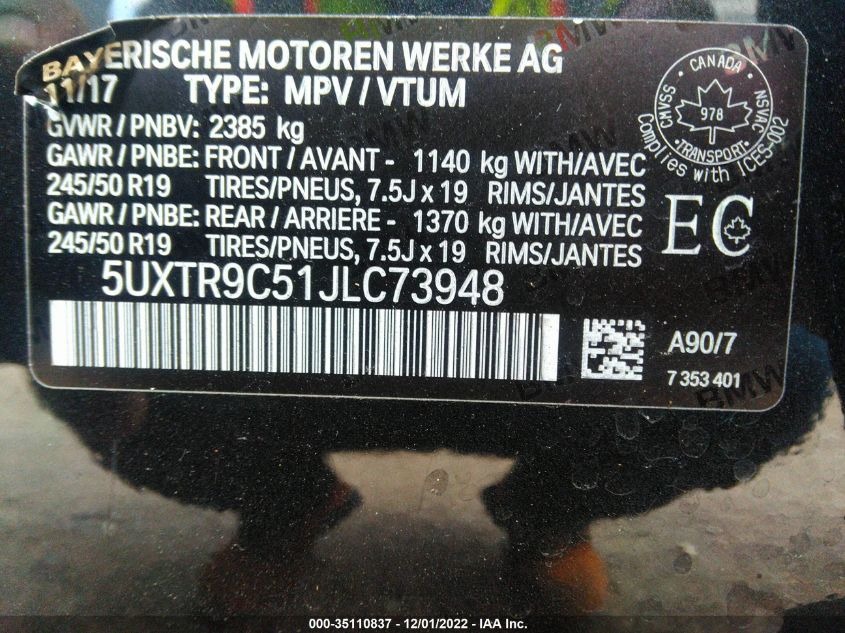 BAYERISCHE MOTOREN WERKE AG
11/17 TYPE: MPV / VTUM
GVWR / PNBV: 2385 kg
GAWR / PNBE: FRONT / AVANT - 1140 kg WITH/AVEC
245/50 R19 TIRES/PNEUS, 7.5J x 19 RIMS/JANTES
GAWR / PNBE: REAR / ARRIERE - 1370 kg WITH/AVEC
245/50 R19 TIRES/PNEUS, 7.5J x 19 RIMS/JANTES
5UXTR9C51JLC73948
CANADA
CMVSS NSVAC
978
TRANSPORT
Complies with ICES-002
EC
A90/7
7 353 401
BMW
000-35110837 - 12/01/2022 - IAA Inc.